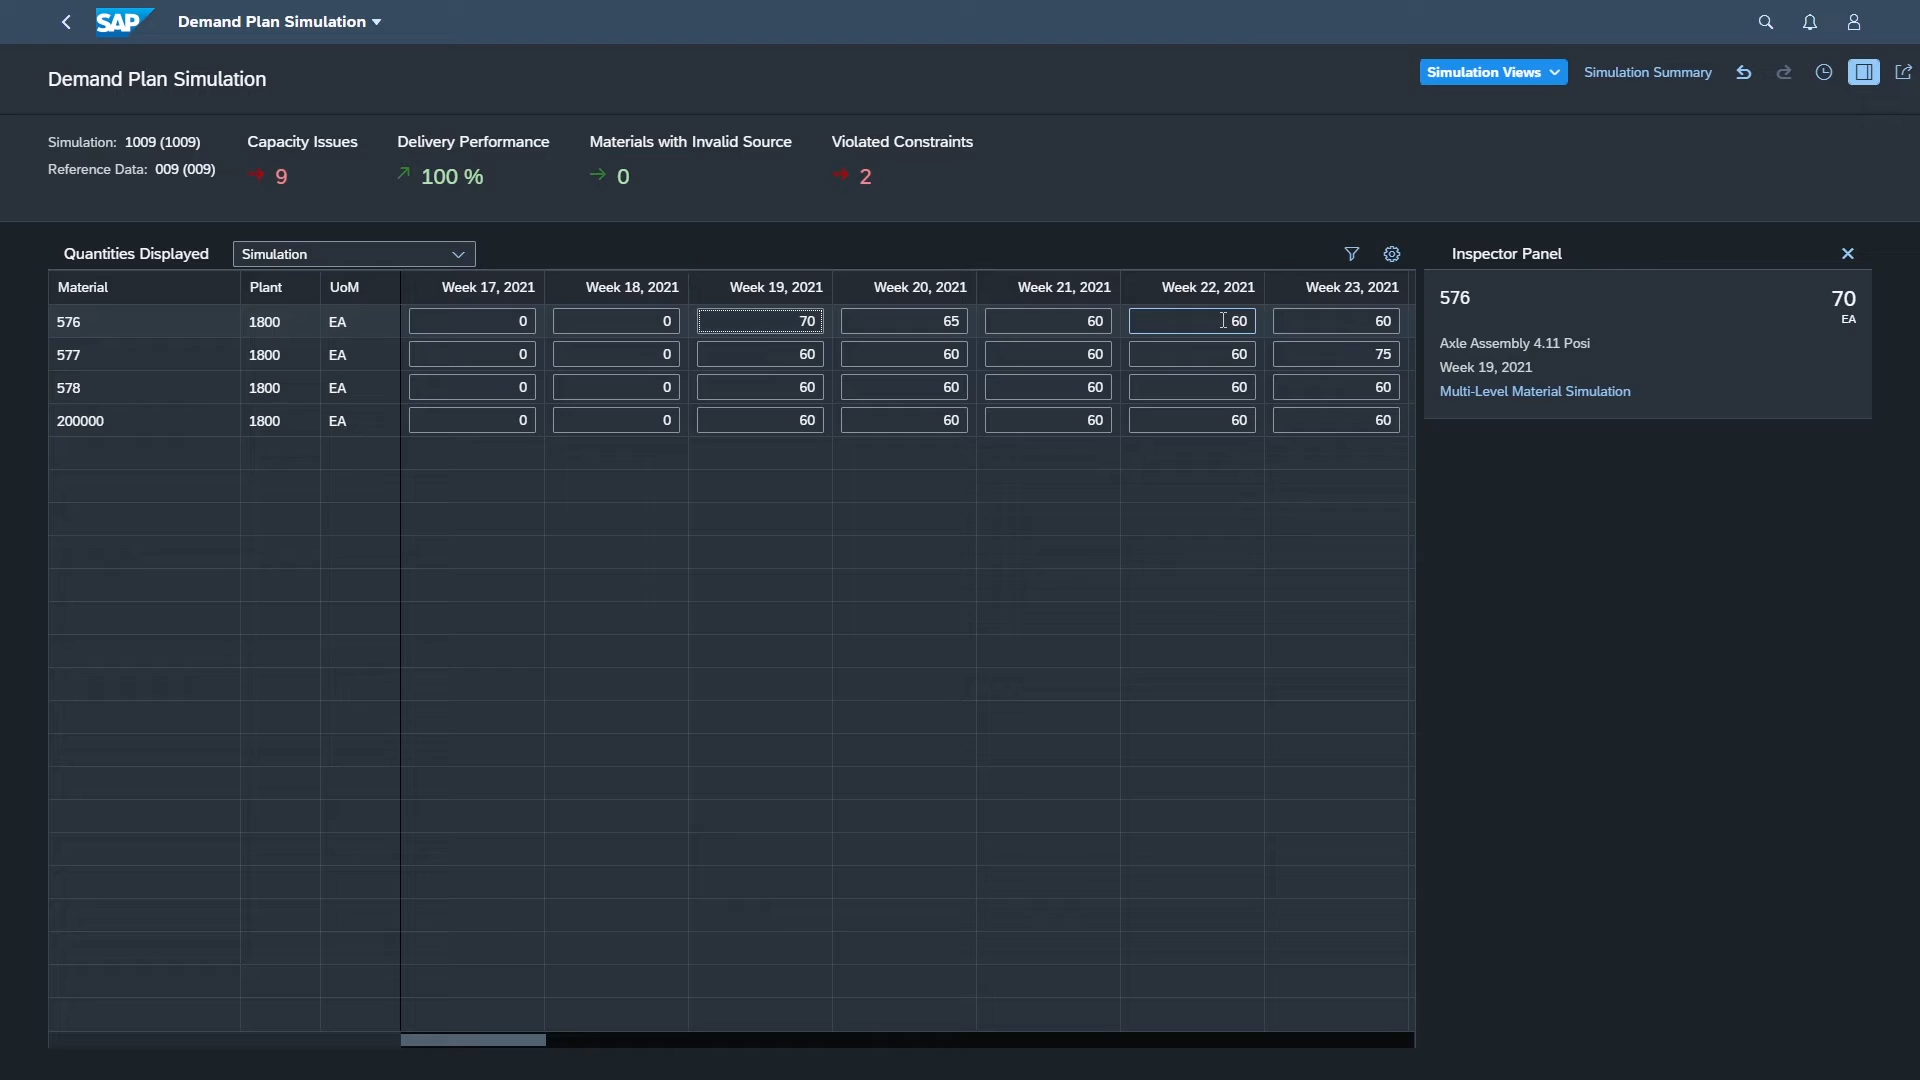 SAP Demand Plan Simulation
Demand Plan Simulation
Simulation Views Simulation Summary
Simulation: 1009 (1009)
Reference Data: 009 (009)
Capacity Issues
9
Delivery Performance
100 %
Materials with Invalid Source
0
Violated Constraints
2
Quantities Displayed Simulation
Material Plant UoM Week 17, 2021 Week 18, 2021 Week 19, 2021 Week 20, 2021 Week 21, 2021 Week 22, 2021 Week 23, 2021
576 1800 EA 0 0 70 65 60 60 60
577 1800 EA 0 0 60 60 60 60 75
578 1800 EA 0 0 60 60 60 60 60
200000 1800 EA 0 0 60 60 60 60 60
Inspector Panel
576 70
EA
Axle Assembly 4.11 Posi
Week 19, 2021
Multi-Level Material Simulation